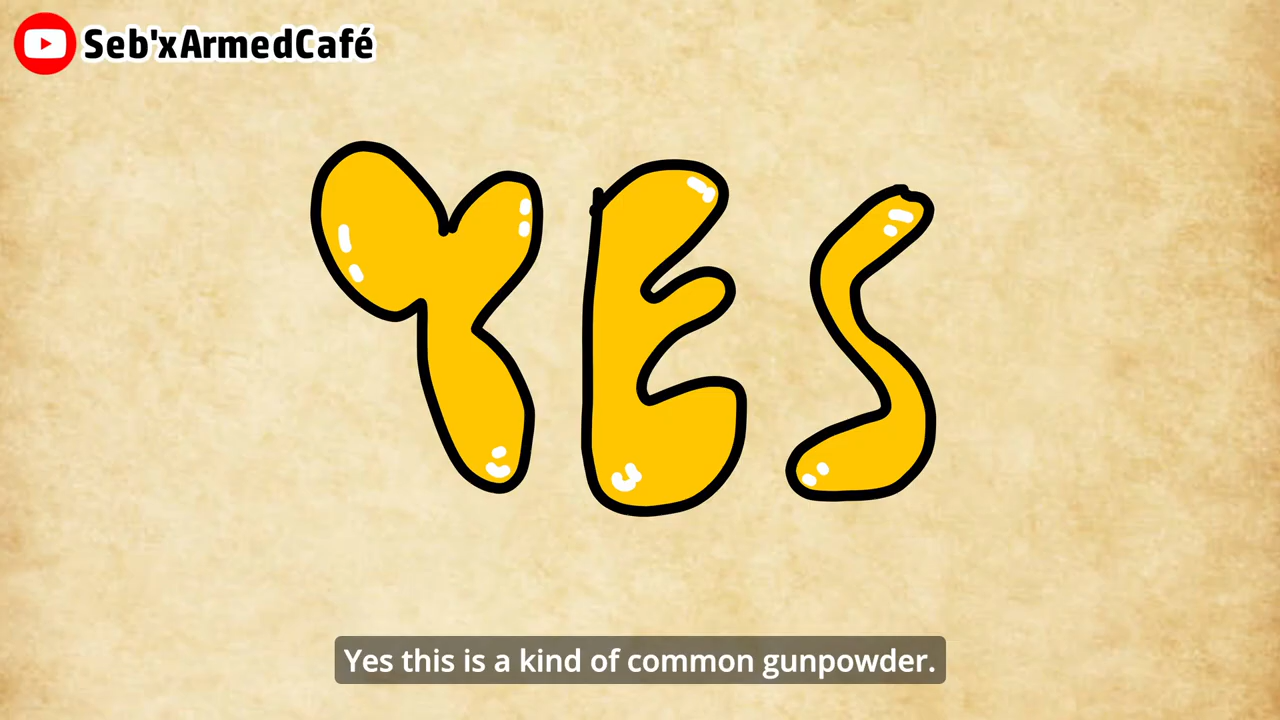 Seb'xArmedCafé
YES
Yes this is a kind of common gunpowder.